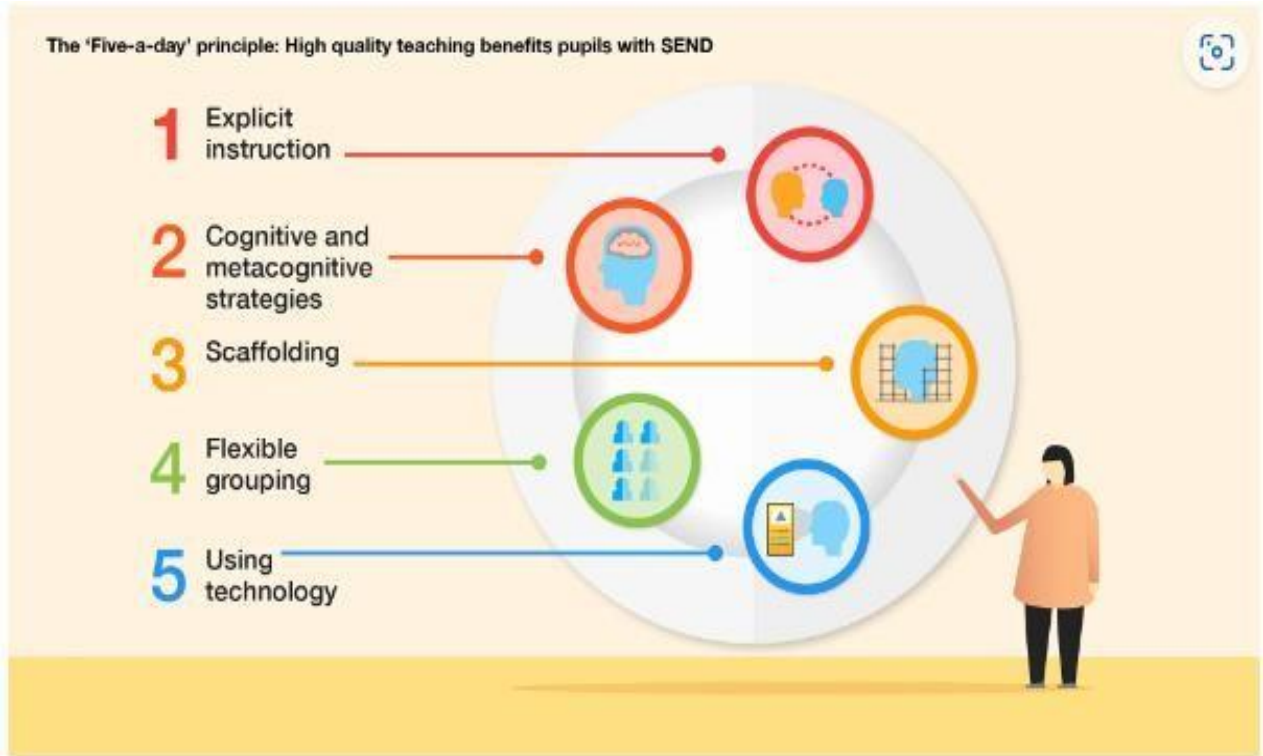 The 'Five-a-day' principle: High quality teaching benefits pupils with SEND
1
Explicit
instruction
2
Cognitive and
metacognitive
strategies
3
Scaffolding
4
Flexible
grouping
5
Using
technology